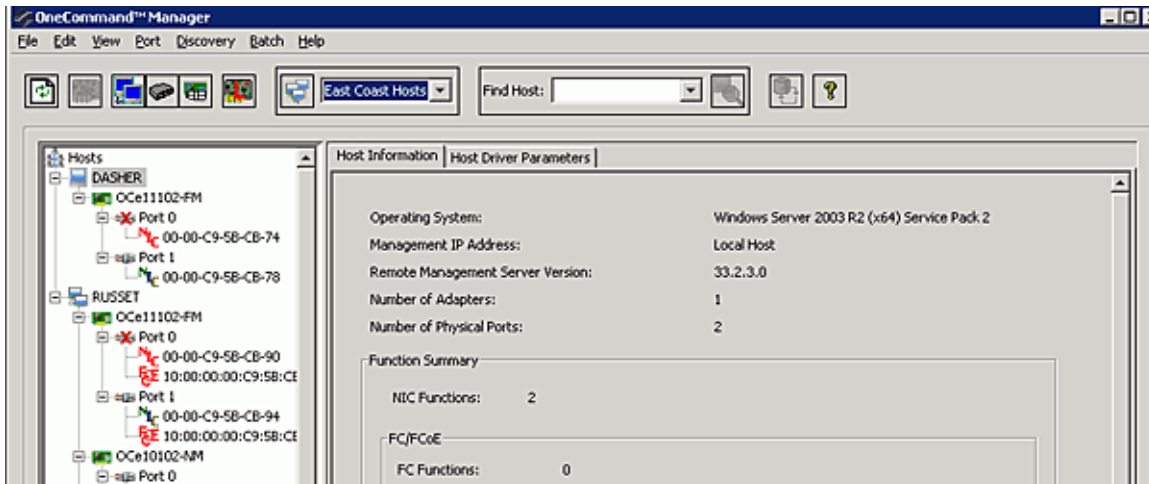 OneCommand™ Manager
File Edit View Port Discovery Batch Help
East Coast Hosts Find Host:
Hosts
DASHER
OCe11102-FM
Port 0
NIC 00-00-C9-5B-CB-74
Port 1
NIC 00-00-C9-5B-CB-78
RUSSET
OCe11102-FM
Port 0
NIC 00-00-C9-5B-CB-90
FCoE 10:00:00:00:C9:5B:CE
Port 1
NIC 00-00-C9-5B-CB-94
FCoE 10:00:00:00:C9:5B:CE
OCe10102-NM
Port 0
Host Information Host Driver Parameters
Operating System: Windows Server 2003 R2 (x64) Service Pack 2
Management IP Address: Local Host
Remote Management Server Version: 33.2.3.0
Number of Adapters: 1
Number of Physical Ports: 2
Function Summary
NIC Functions: 2
FC/FCoE
FC Functions: 0